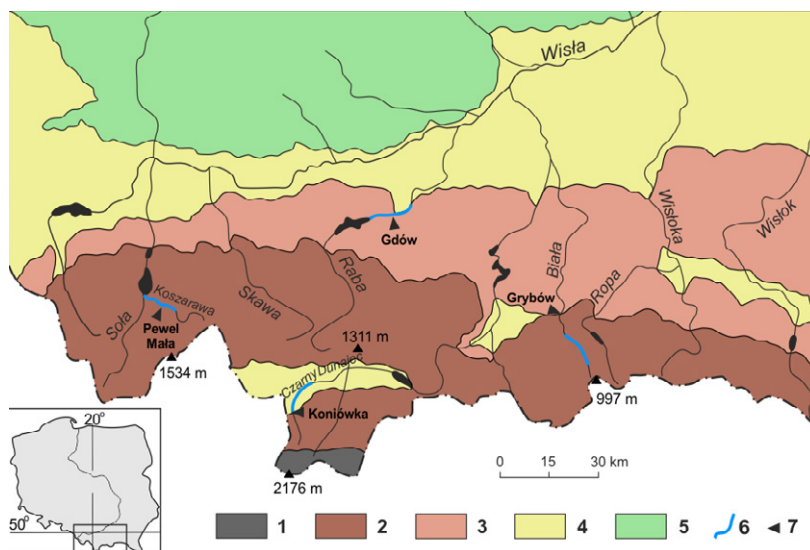 Wisła
Gdów
Wisłoka
Wisłok
Biała
Raba
Skawa
Koszarawa
Soła
Pewel
Mała
1534 m
1311 m
Grybów
Ropa
Czarny Dunajec
Koniówka
997 m
2176 m
0 15 30 km
20°
50°
1 2 3 4 5 6 7